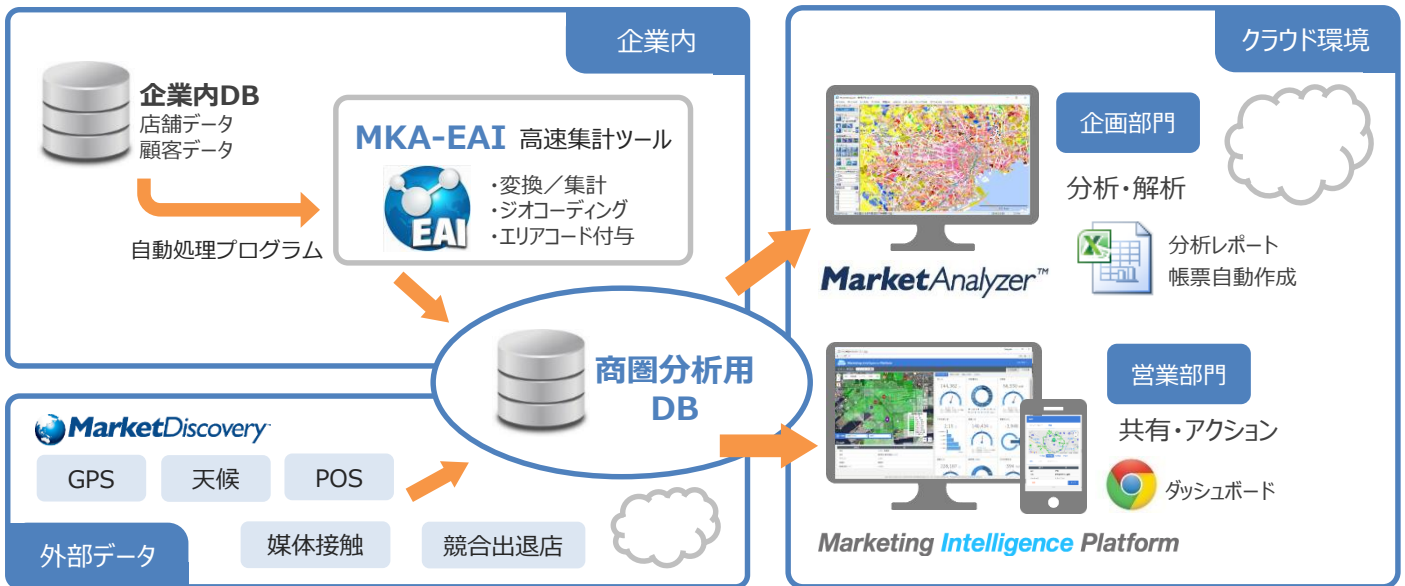 企業内
企業内DB
店舗データ
顧客データ
自動処理プログラム
MKA-EAI 高速集計ツール
EAI
・変換／集計
・ジオコーディング
・エリアコード付与
商圏分析用
DB
MarketDiscovery
GPS
天候
POS
媒体接触
競合出退店
外部データ
クラウド環境
企画部門
分析・解析
分析レポート
帳票自動作成
MarketAnalyzer™
営業部門
共有・アクション
ダッシュボード
Marketing Intelligence Platform